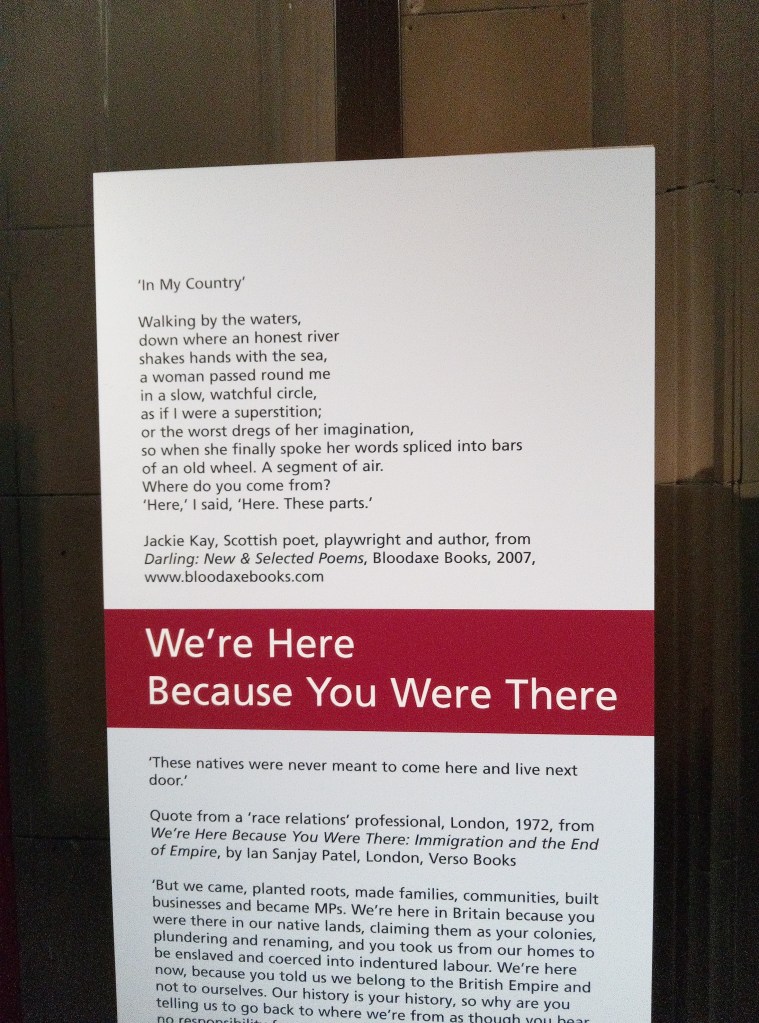 ‘In My Country’
Walking by the waters,
down where an honest river
shakes hands with the sea,
a woman passed round me
in a slow, watchful circle,
as if I were a superstition;
or the worst dregs of her imagination,
so when she finally spoke her words spliced into bars
of an old wheel. A segment of air.
Where do you come from?
‘Here,’ I said, ‘Here. These parts.’
Jackie Kay, Scottish poet, playwright and author, from
Darling: New & Selected Poems, Bloodaxe Books, 2007,
www.bloodaxebooks.com
We’re Here
Because You Were There
‘These natives were never meant to come here and live next
door.’
Quote from a ‘race relations’ professional, London, 1972, from
We’re Here Because You Were There: Immigration and the End
of Empire, by Ian Sanjay Patel, London, Verso Books
‘But we came, planted roots, made families, communities, built
businesses and became MPs. We’re here in Britain because you
were there in our native lands, claiming them as your colonies,
plundering and renaming, and you took us from our homes to
be enslaved and coerced into indentured labour. We’re here
now, because you told us we belong to the British Empire and
not to ourselves. Our history is your history, so why are you
telling us to go back to where we’re from as though you bear
no responsibility